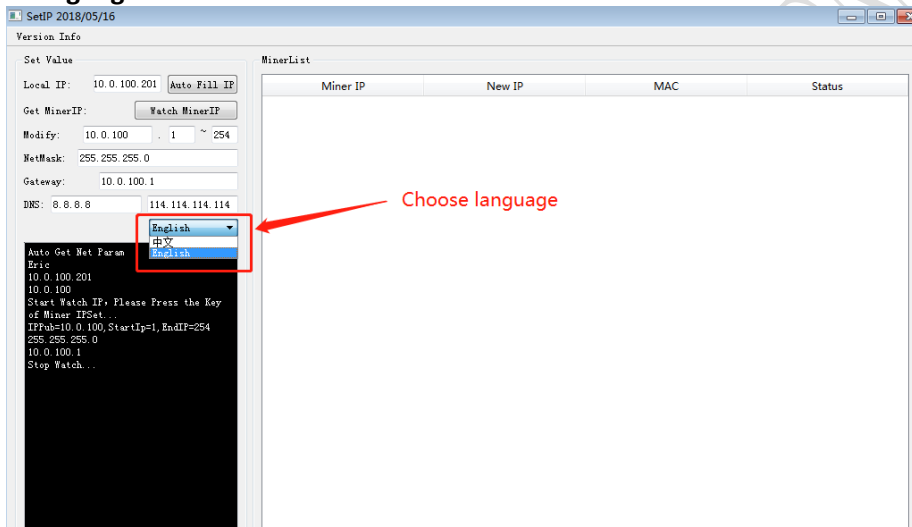 SetIP 2018/05/16
Version Info
Set Value
Local IP: 10.0.100.201 Auto Fill IP
Get MinerIP: Watch MinerIP
Modify: 10.0.100 . 1 ~ 254
NetMask: 255.255.255.0
Gateway: 10.0.100.1
DNS: 8.8.8.8 114.114.114.114
English
中文
English
Auto Get Net Param
Eric
10.0.100.201
10.0.100
Start Watch IP, Please Press the Key
of Miner IPSet...
IPPub=10.0.100,StartIp=1,EndIP=254
255.255.255.0
10.0.100.1
Stop Watch...
MinerList
Miner IP New IP MAC Status
Choose language